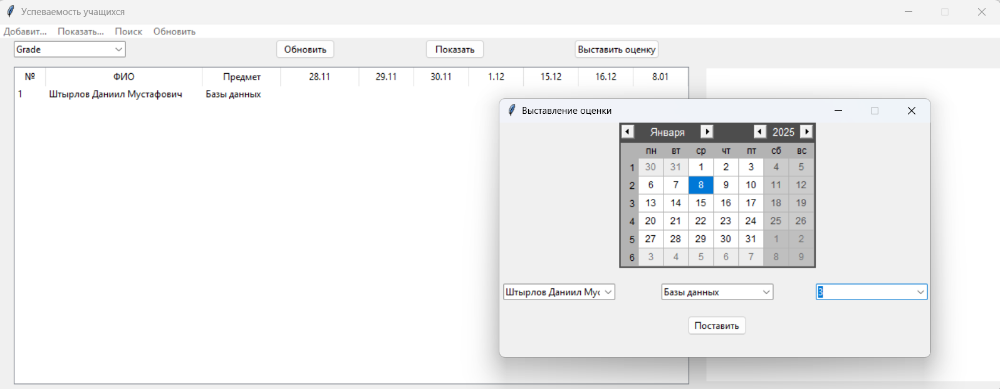 Успеваемость учащихся
Добавит... Показать... Поиск Обновить
Grade Обновить Показать Выставить оценку
№ ФИО Предмет 28.11 29.11 30.11 1.12 15.12 16.12 8.01
1 Штырлов Даниил Мустафович Базы данных
Выставление оценки
Января 2025
пн вт ср чт пт сб вс
1 30 31 1 2 3 4 5
2 6 7 8 9 10 11 12
3 13 14 15 16 17 18 19
4 20 21 22 23 24 25 26
5 27 28 29 30 31 1 2
6 3 4 5 6 7 8 9
Штырлов Даниил Мус Базы данных 3
Поставить